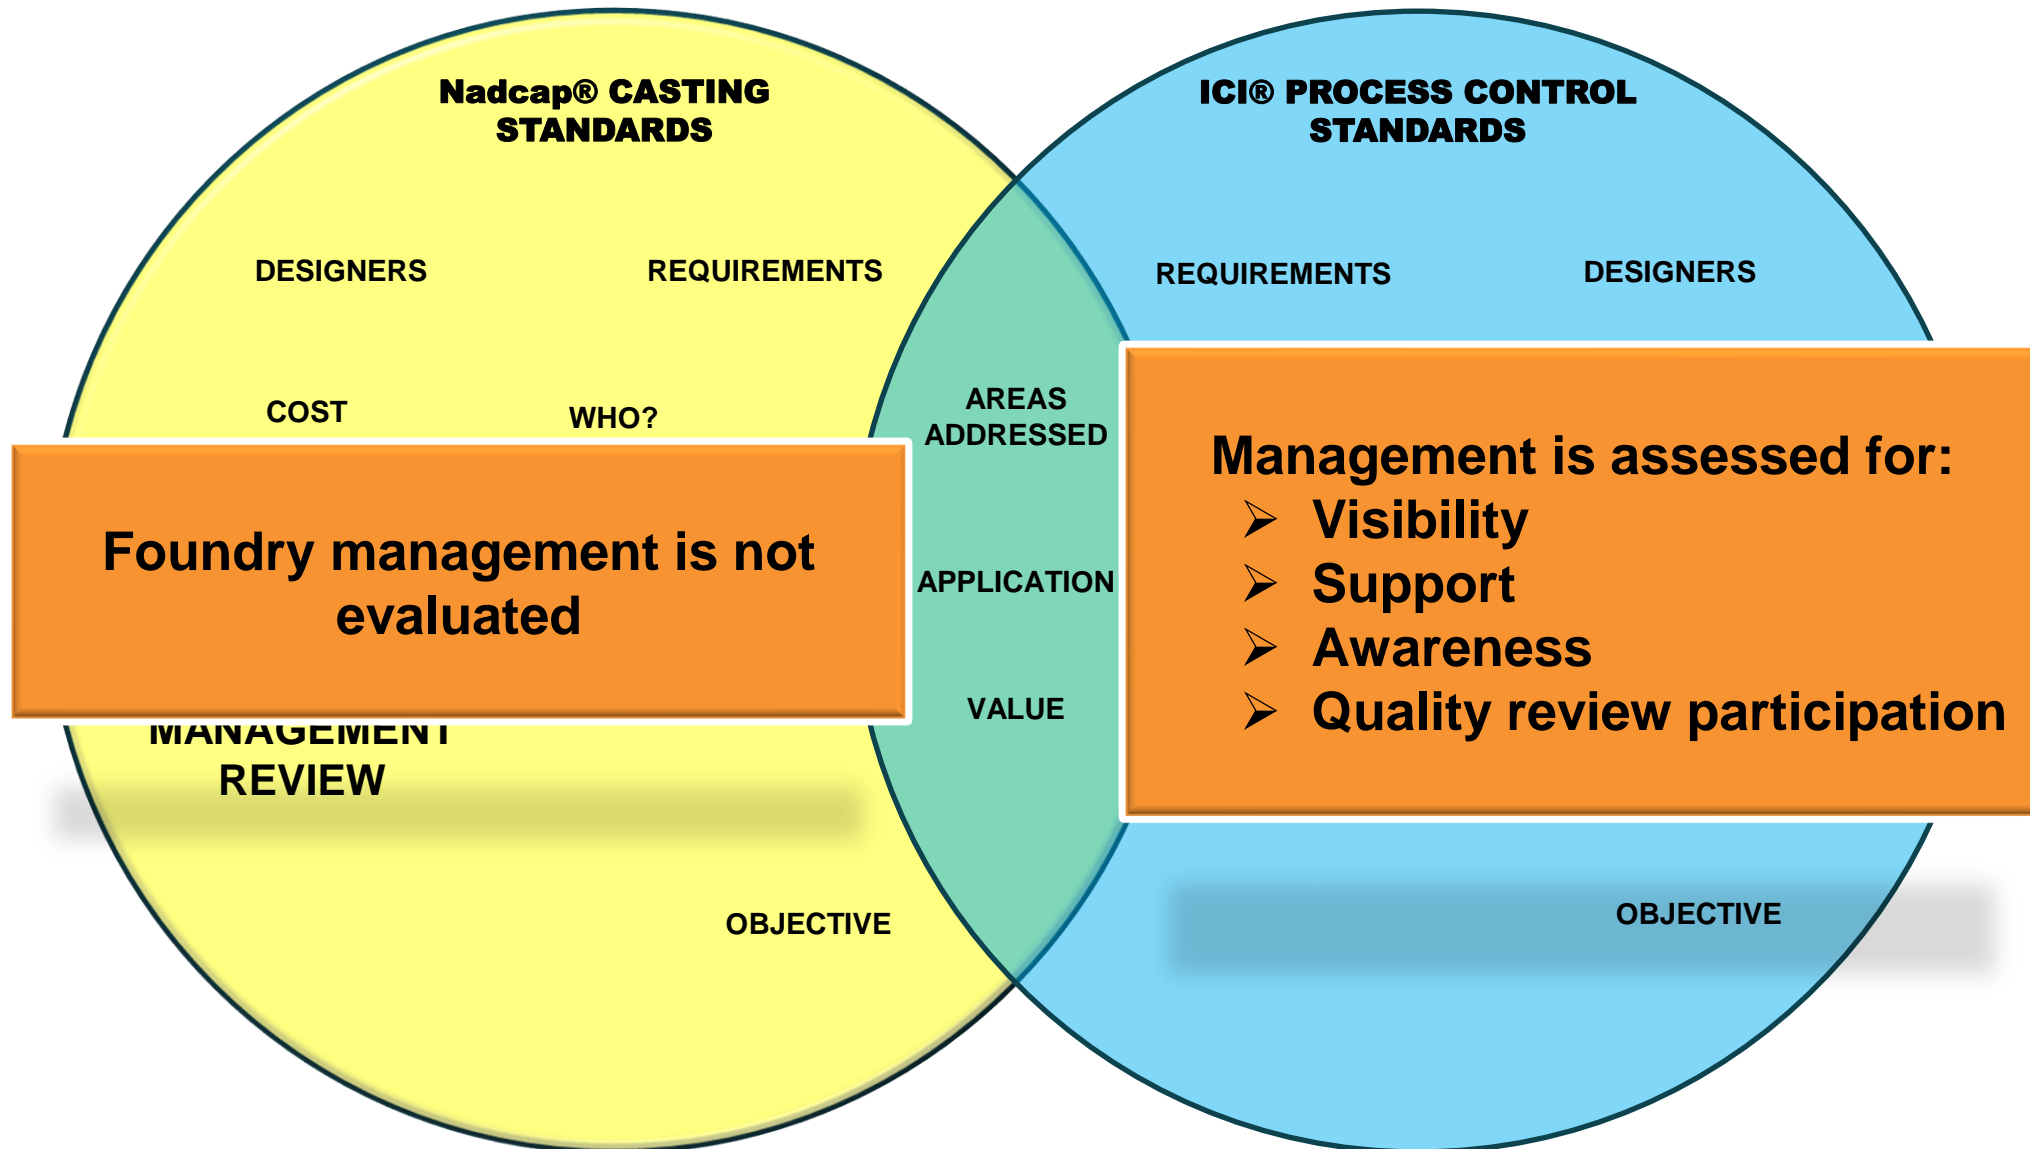 Nadcap® CASTING
STANDARDS
DESIGNERS
REQUIREMENTS
COST
WHO?
Foundry management is not
evaluated
MANAGEMENT
REVIEW
OBJECTIVE
AREAS
ADDRESSED
APPLICATION
VALUE
ICI® PROCESS CONTROL
STANDARDS
REQUIREMENTS
DESIGNERS
Management is assessed for:
➢ Visibility
➢ Support
➢ Awareness
➢ Quality review participation
OBJECTIVE